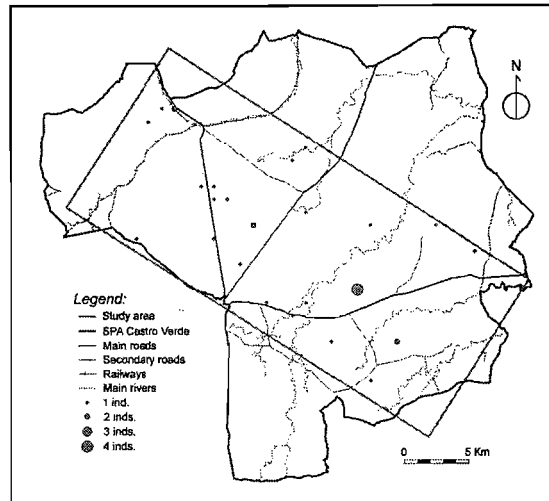 N
Legend:
Study area
SPA Castro Verde
Main roads
Secondary roads
Railways
Main rivers
1 ind.
2 inds.
3 inds.
4 inds.
0 5 Km